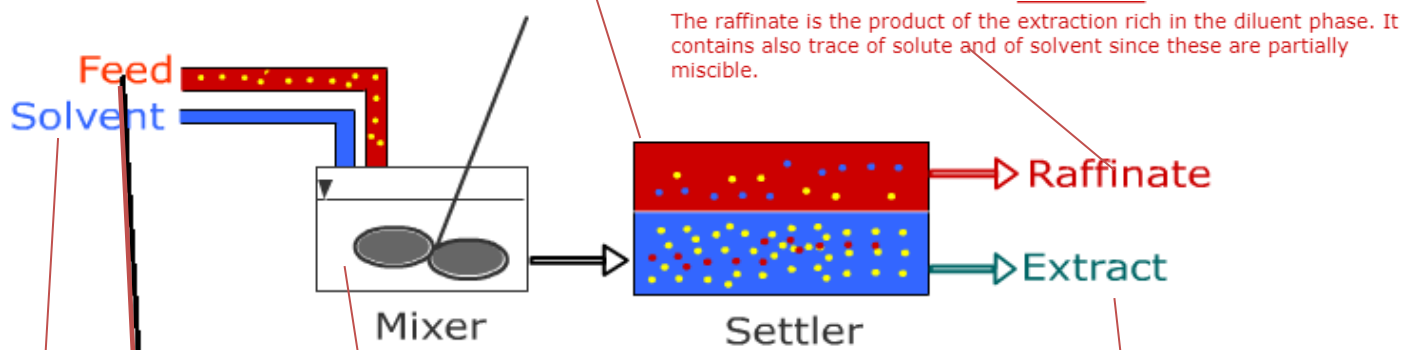 The raffinate is the product of the extraction rich in the diluent phase. It
contains also trace of solute and of solvent since these are partially
miscible.
Feed
Solvent
Raffinate
Extract
Mixer
Settler